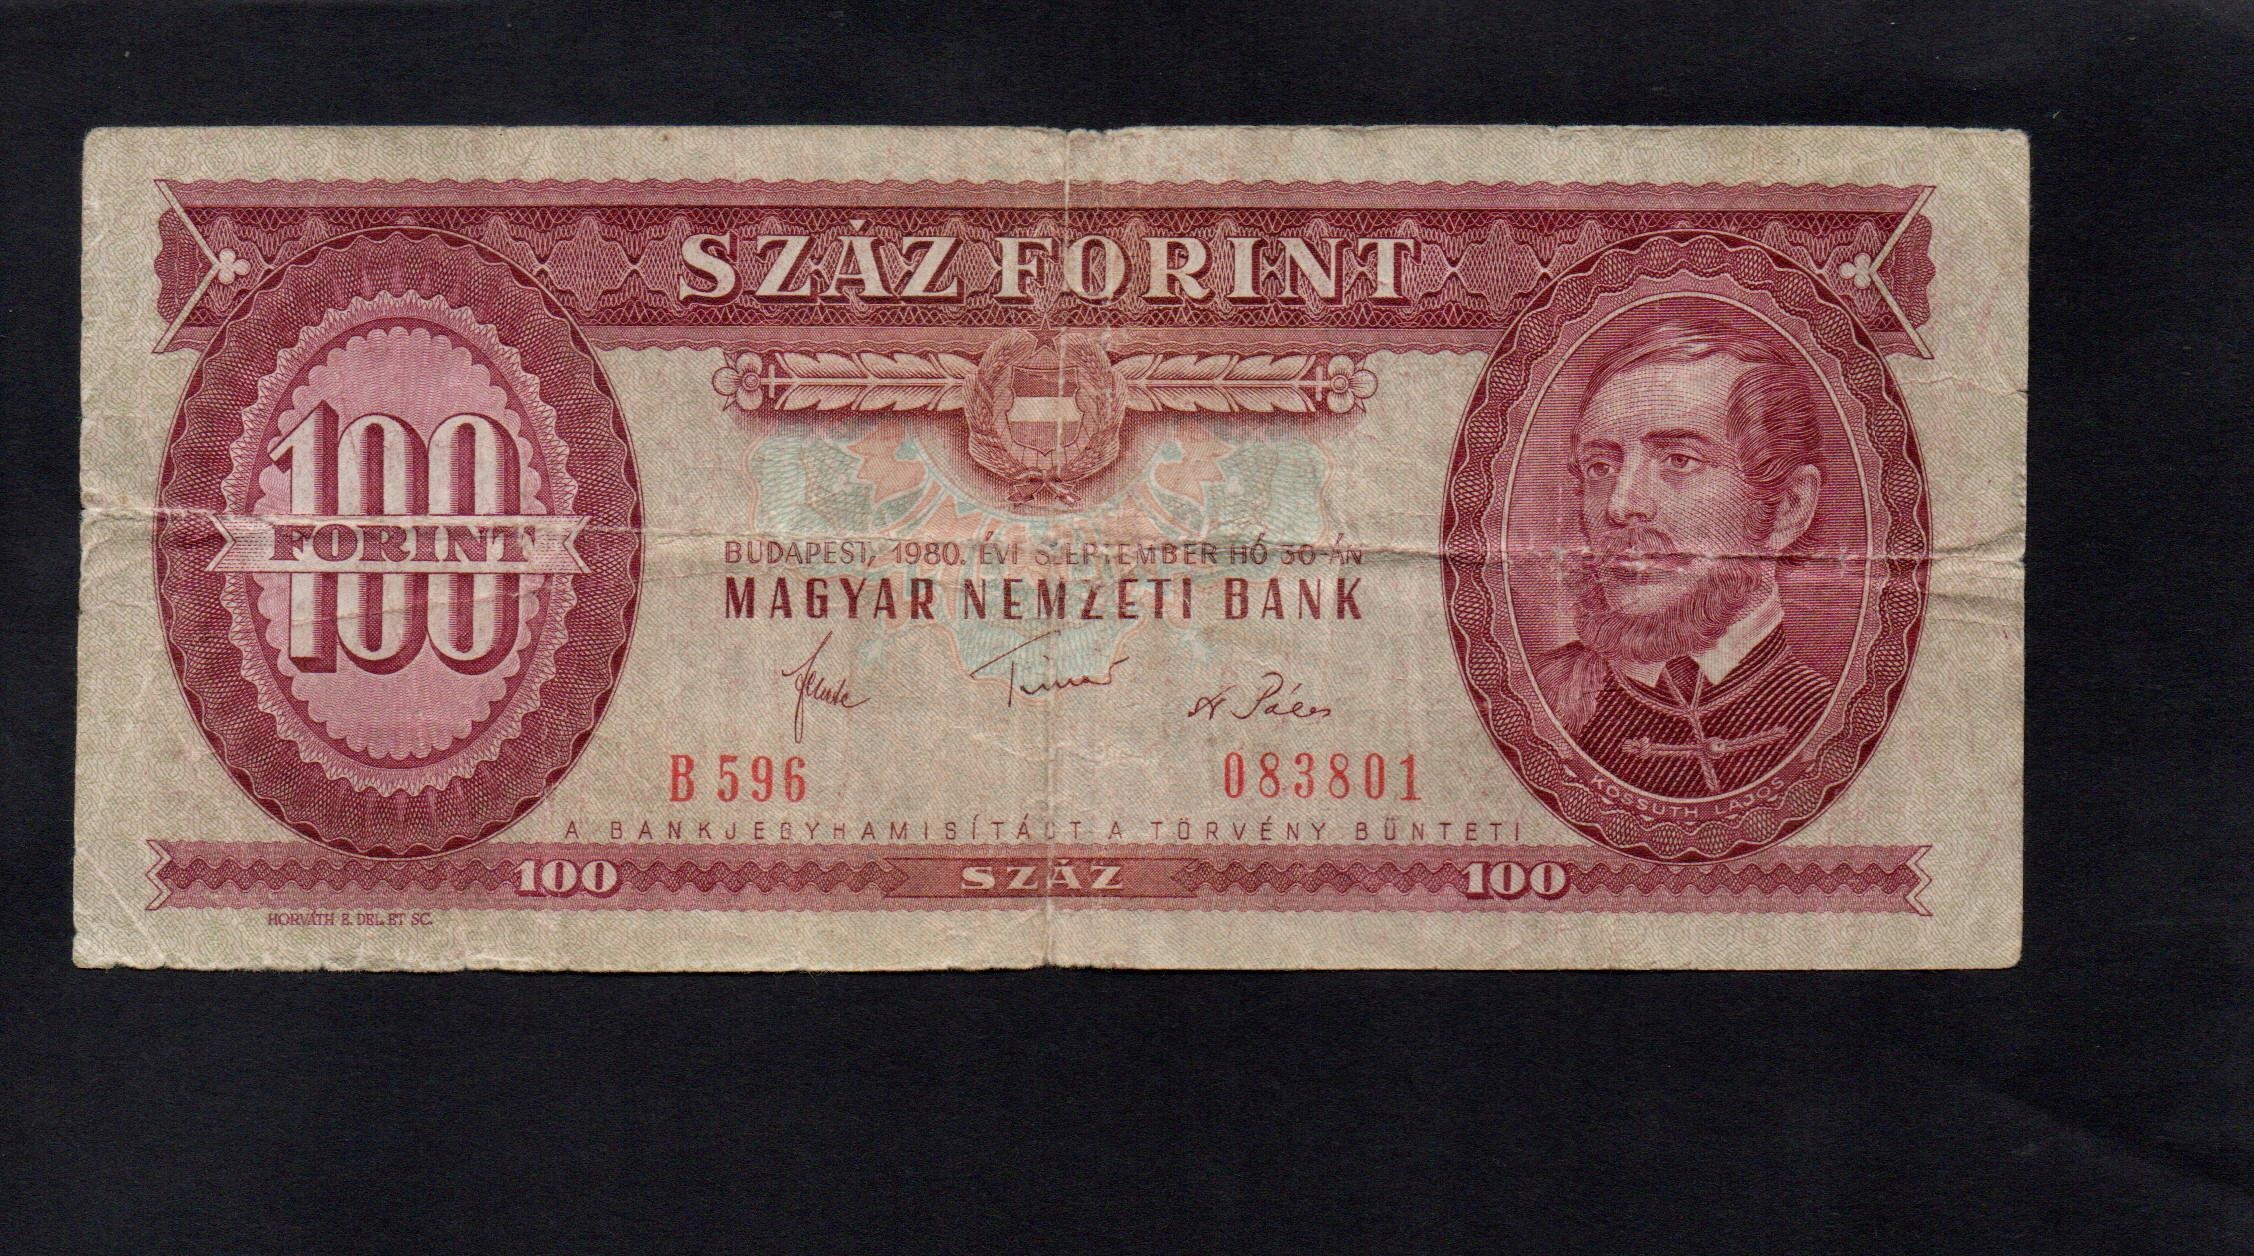 SZÁZ FORINT
100
FORINT
BUDAPEST, 1980. ÉVI SZEPTEMBER HÓ 30-ÁN
MAGYAR NEMZETI BANK
B 596
083801
KOSSUTH LAJOS
A BANKJEGYHAMISÍTÁST A TÖRVÉNY BÜNTETI
100
SZÁZ
100
HORVÁTH E. DEL. ET SC.